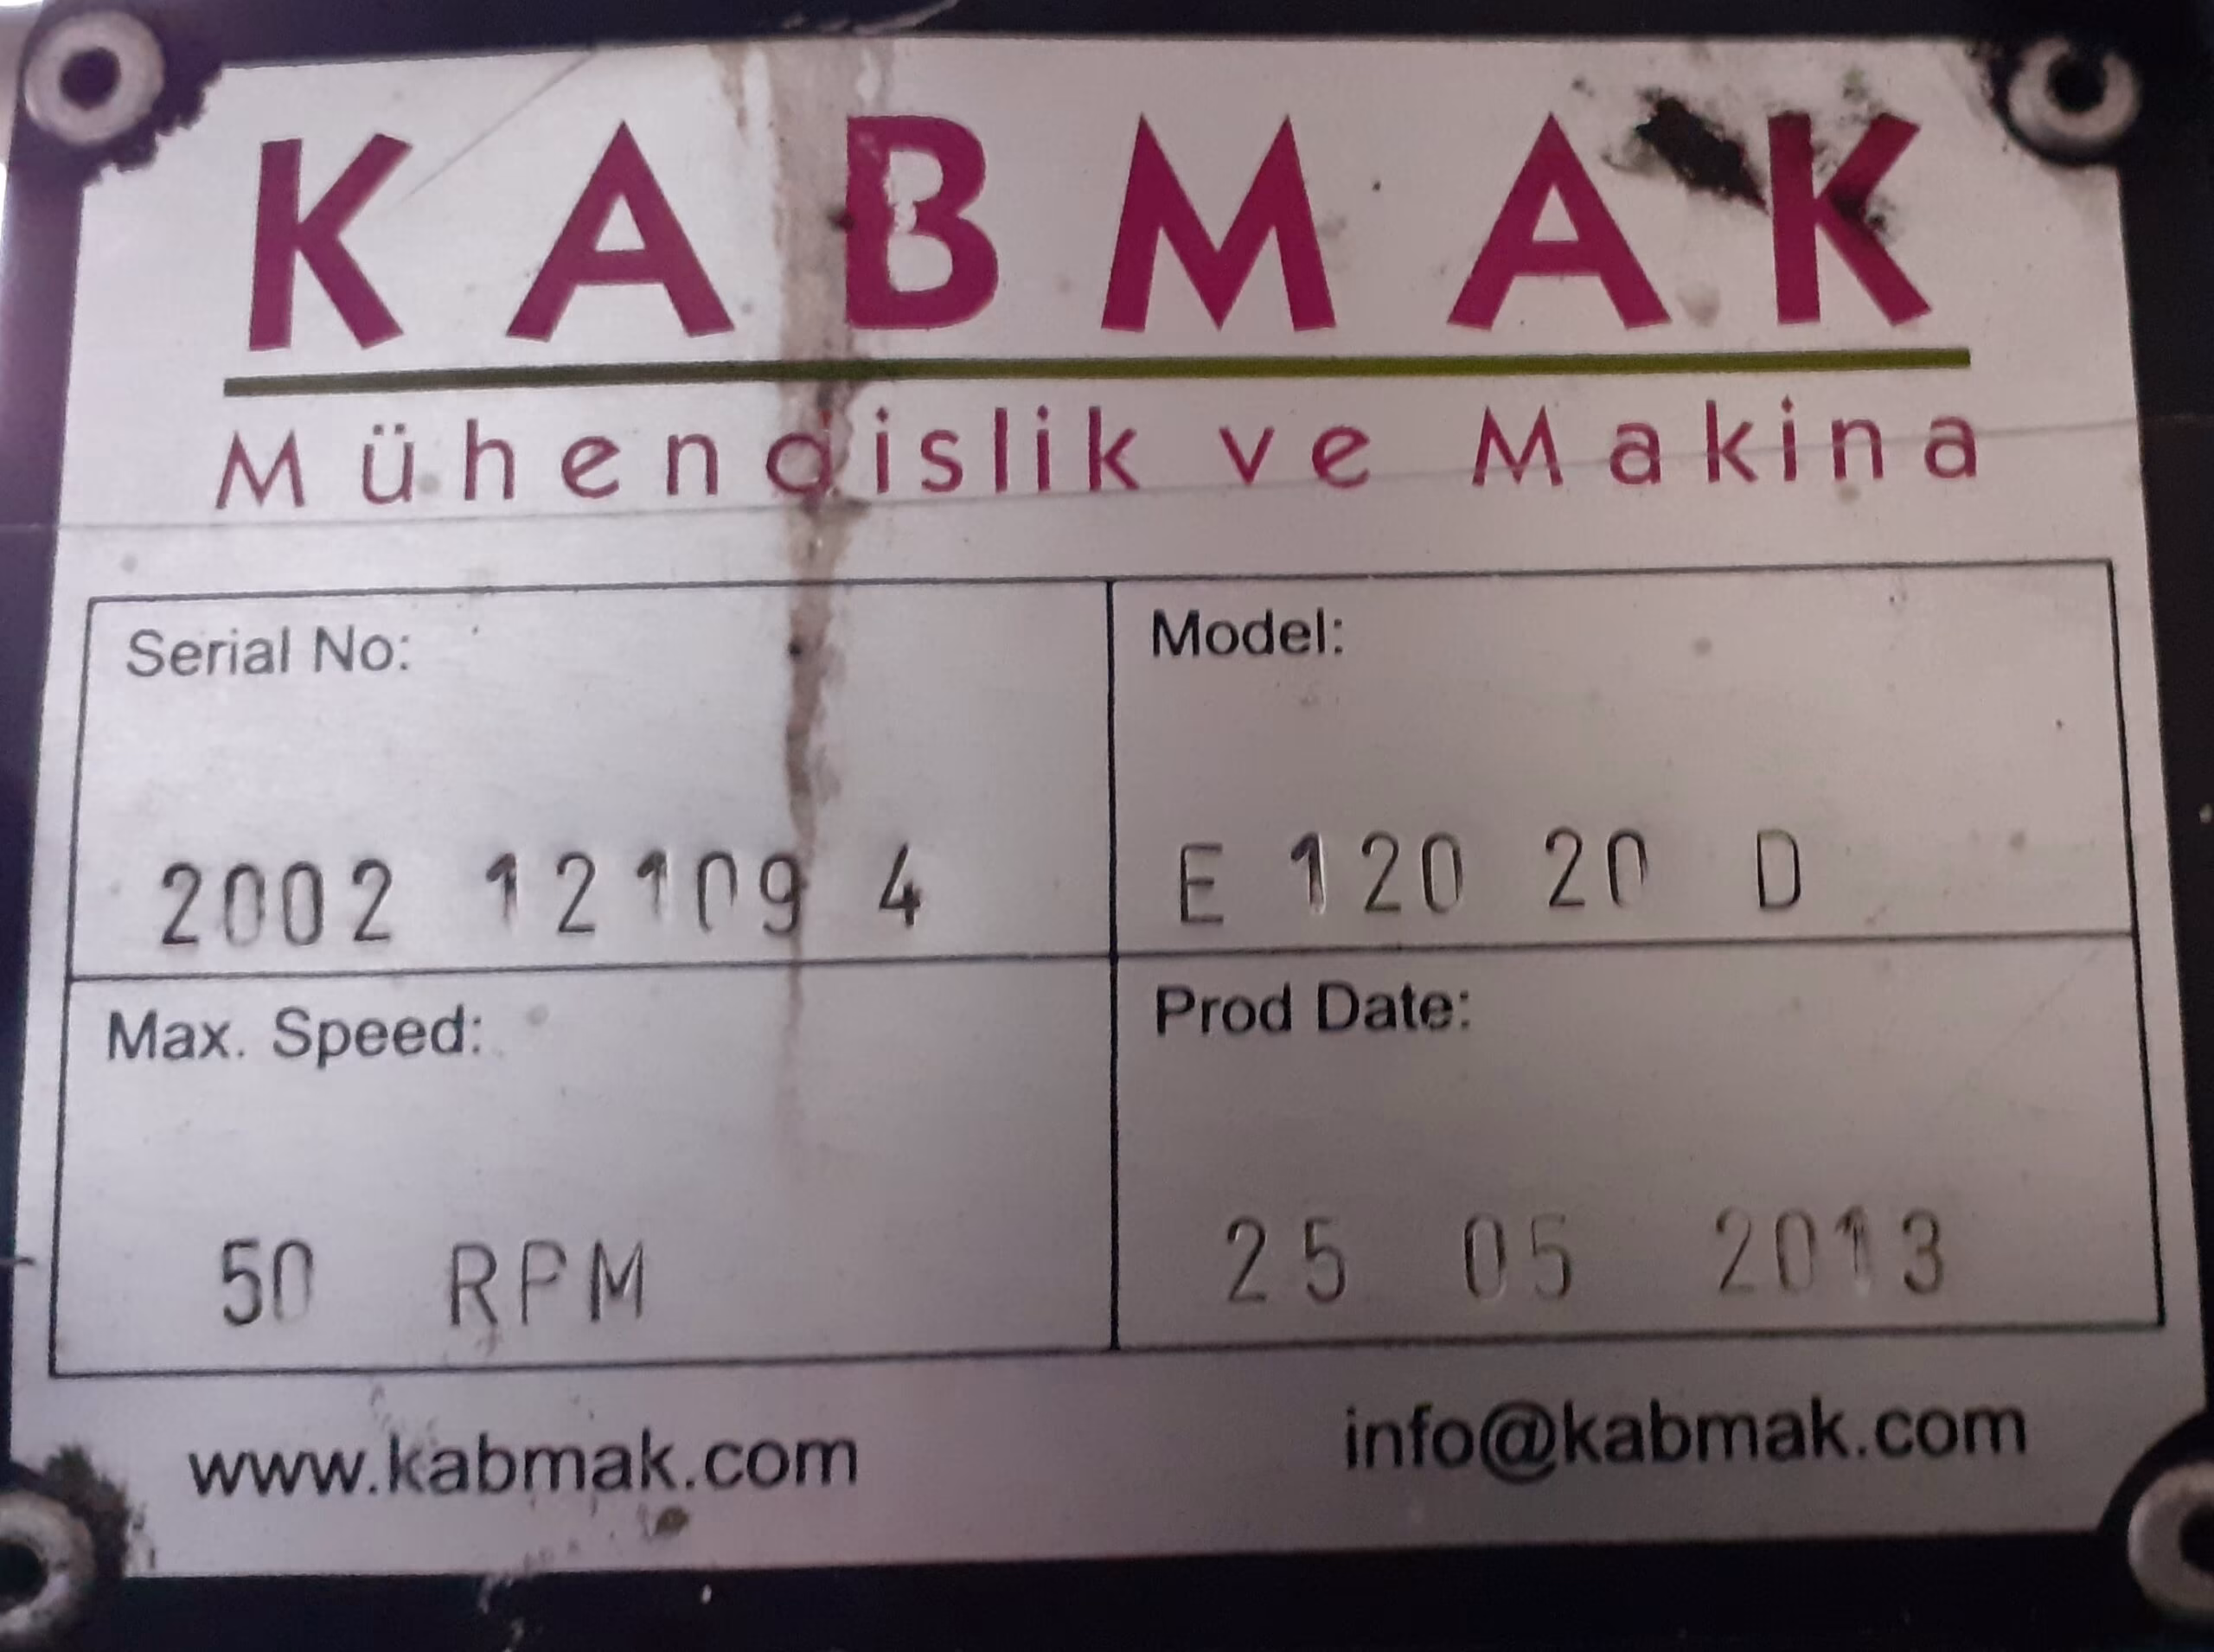 KABMAK
Mühendislik ve Makina
Serial No:
2002 12109 4
Model:
E 120 20 D
Max. Speed:
50 RPM
Prod Date:
25 05 2013
www.kabmak.com
info@kabmak.com